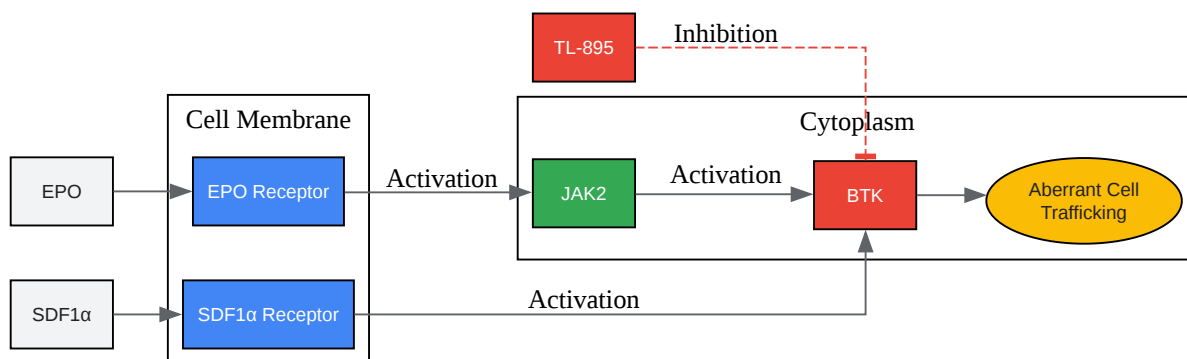 TL-895
Inhibition
Cell Membrane
Cytoplasm
EPO
EPO Receptor
Activation
JAK2
Activation
BTK
Aberrant Cell
Trafficking
SDF1α
SDF1α Receptor
Activation